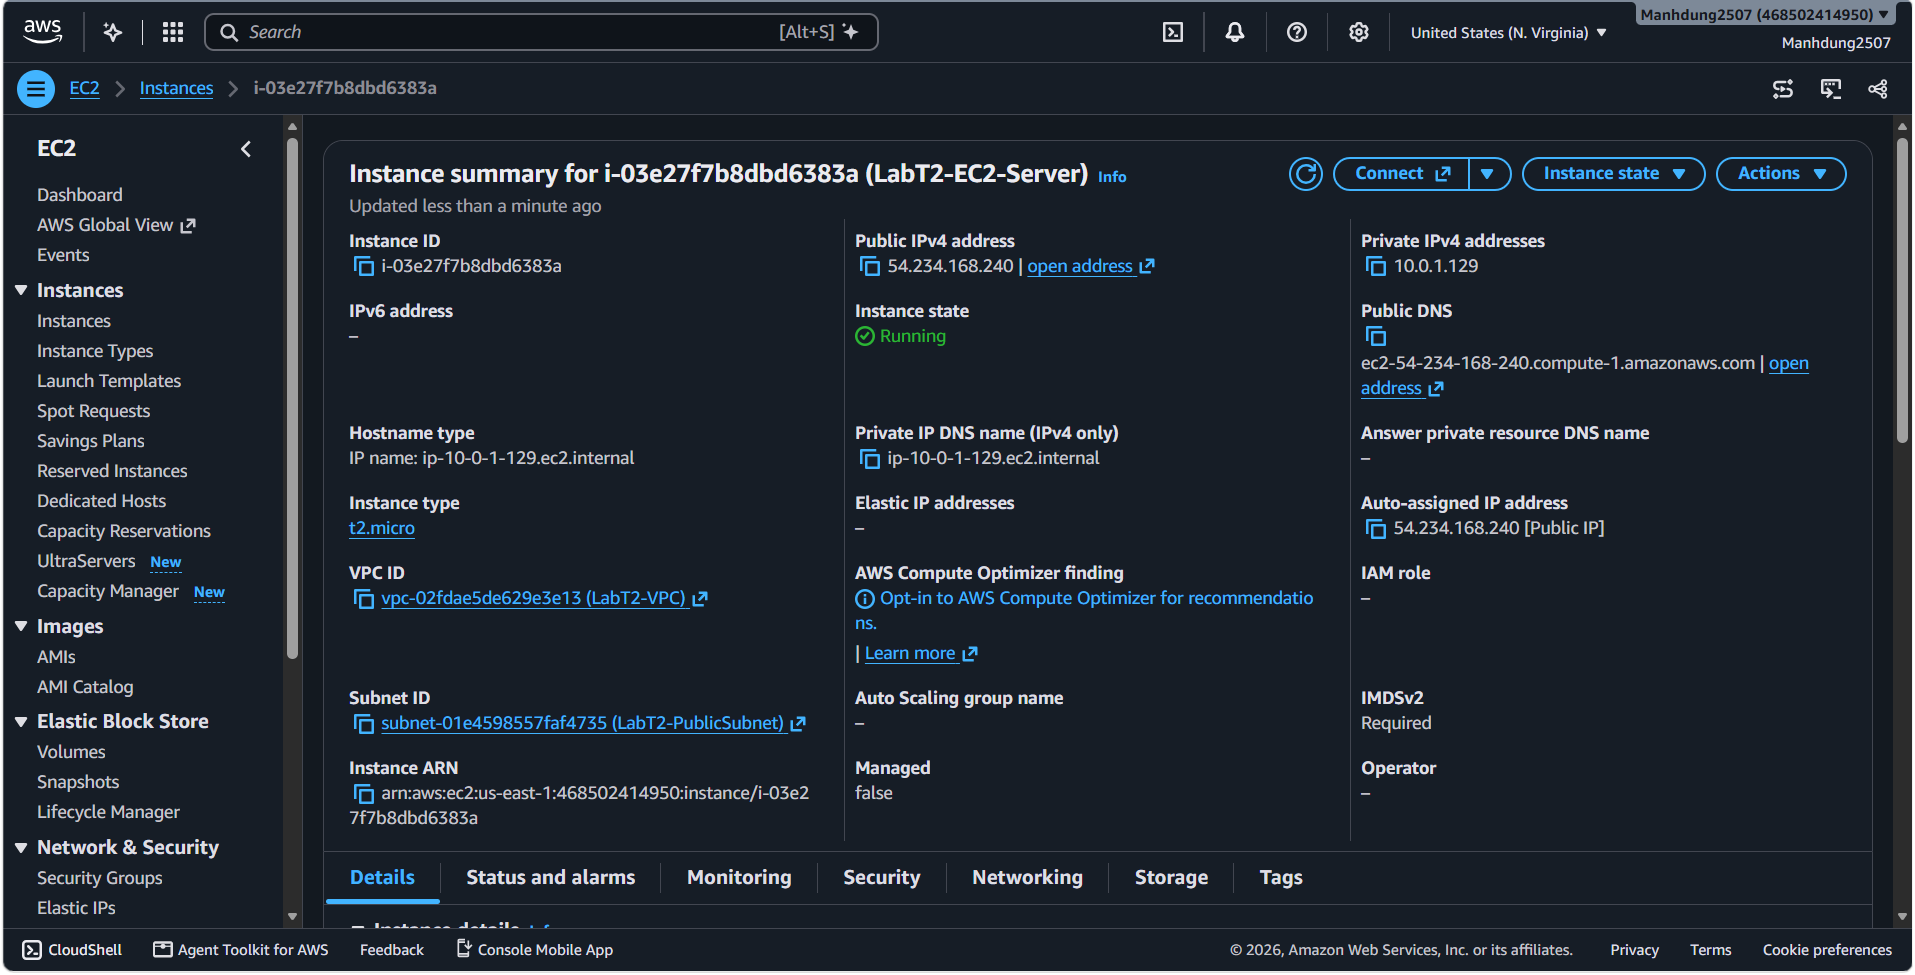 aws
Search [Alt+S]
United States (N. Virginia)
Manhdung2507 (468502414950)
Manhdung2507
EC2 Instances i-03e27f7b8dbd6383a
EC2
Dashboard
AWS Global View
Events
Instances
Instances
Instance Types
Launch Templates
Spot Requests
Savings Plans
Reserved Instances
Dedicated Hosts
Capacity Reservations
UltraServers New
Capacity Manager New
Images
AMIs
AMI Catalog
Elastic Block Store
Volumes
Snapshots
Lifecycle Manager
Network & Security
Security Groups
Elastic IPs
Instance summary for i-03e27f7b8dbd6383a (LabT2-EC2-Server) Info
Updated less than a minute ago
Connect
Instance state
Actions
Instance ID
i-03e27f7b8dbd6383a
Public IPv4 address
54.234.168.240 | open address
Private IPv4 addresses
10.0.1.129
IPv6 address
–
Instance state
Running
Public DNS
ec2-54-234-168-240.compute-1.amazonaws.com | open
address
Hostname type
IP name: ip-10-0-1-129.ec2.internal
Private IP DNS name (IPv4 only)
ip-10-0-1-129.ec2.internal
Answer private resource DNS name
–
Instance type
t2.micro
Elastic IP addresses
–
Auto-assigned IP address
54.234.168.240 [Public IP]
VPC ID
vpc-02fdae5de629e3e13 (LabT2-VPC)
AWS Compute Optimizer finding
Opt-in to AWS Compute Optimizer for recommendatio
ns.
| Learn more
IAM role
–
Subnet ID
subnet-01e4598557faf4735 (LabT2-PublicSubnet)
Auto Scaling group name
–
IMDSv2
Required
Instance ARN
arn:aws:ec2:us-east-1:468502414950:instance/i-03e2
7f7b8dbd6383a
Managed
false
Operator
–
Details
Status and alarms
Monitoring
Security
Networking
Storage
Tags
Instance details Info
CloudShell
Agent Toolkit for AWS
Feedback
Console Mobile App
© 2026, Amazon Web Services, Inc. or its affiliates.
Privacy
Terms
Cookie preferences